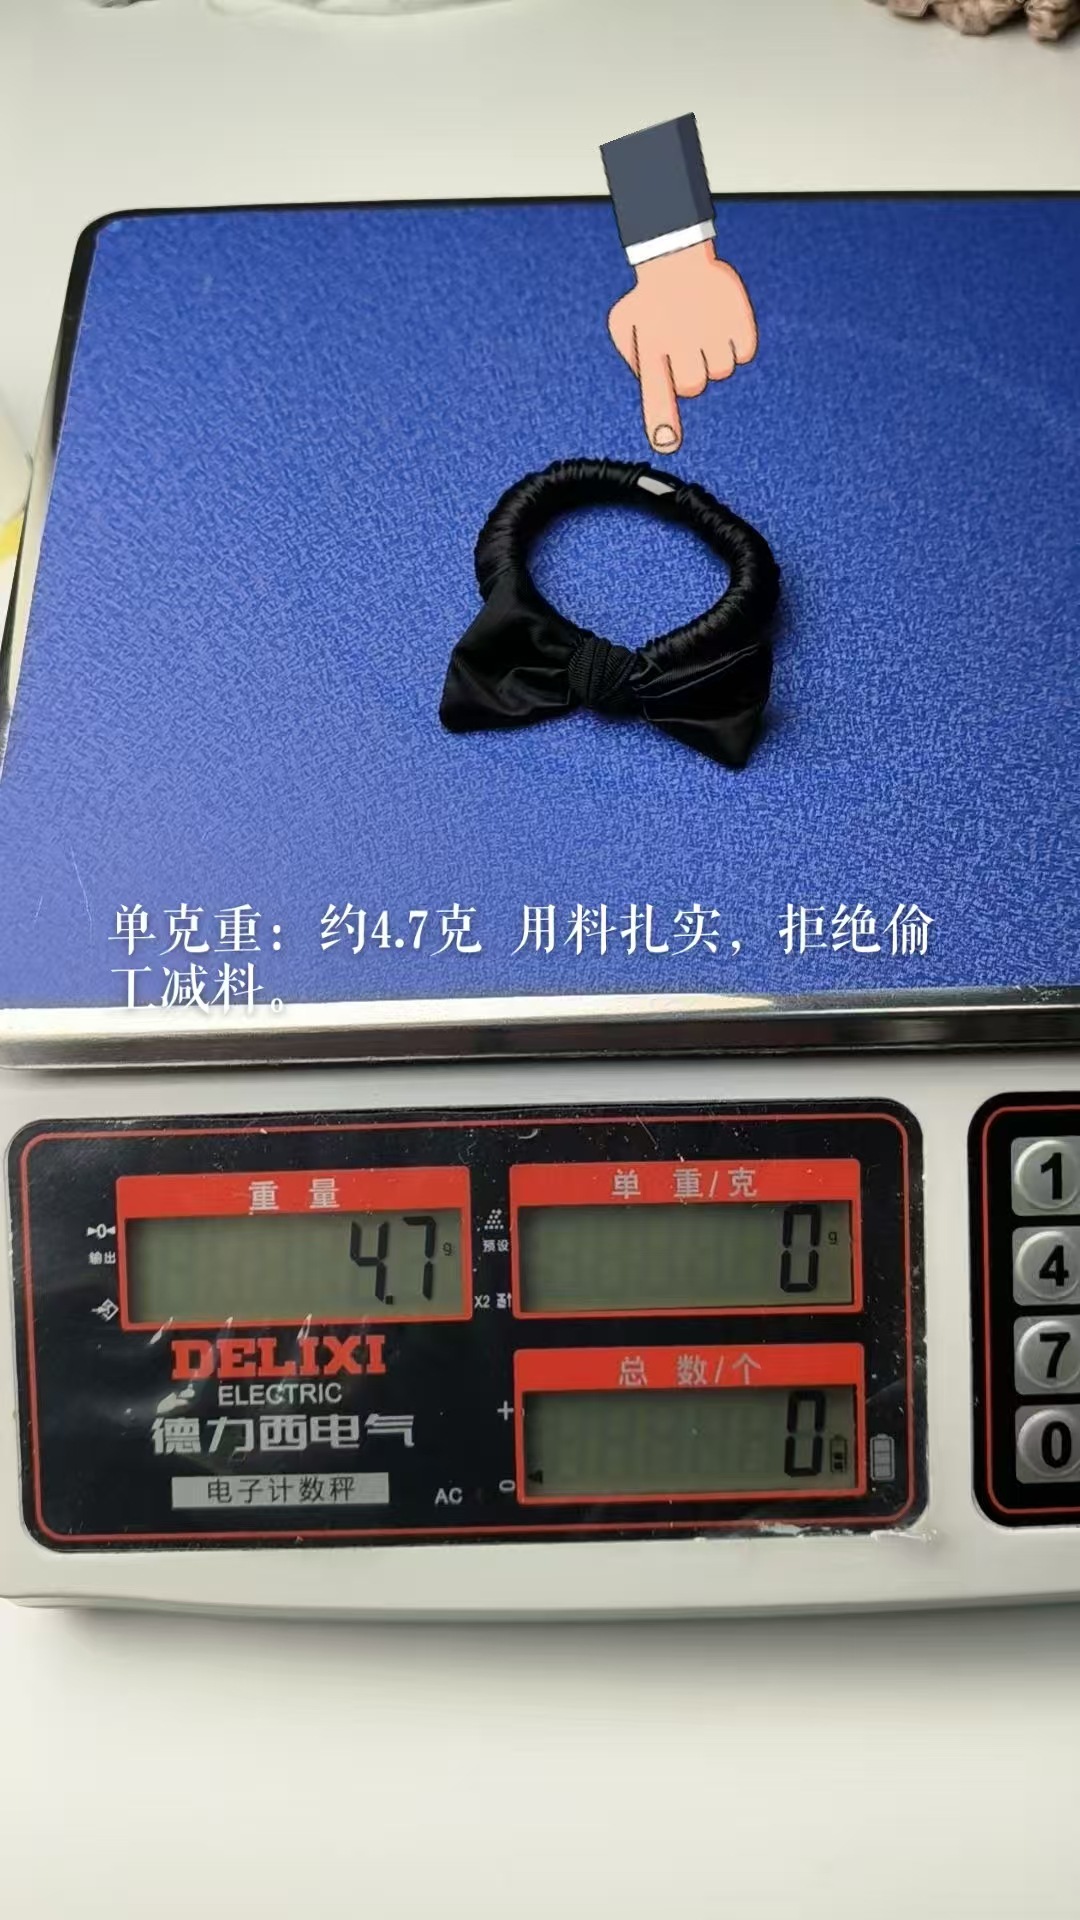 单克重：约4.7克 用料扎实，拒绝偷
工减料。
重 量
单 重/克
4.7 g
0 g
→0←
输出
预设
X2
总 数/个
0
DELIXI
ELECTRIC
德力西电气
电子计数秤
AC
+
0
1
4
7
0